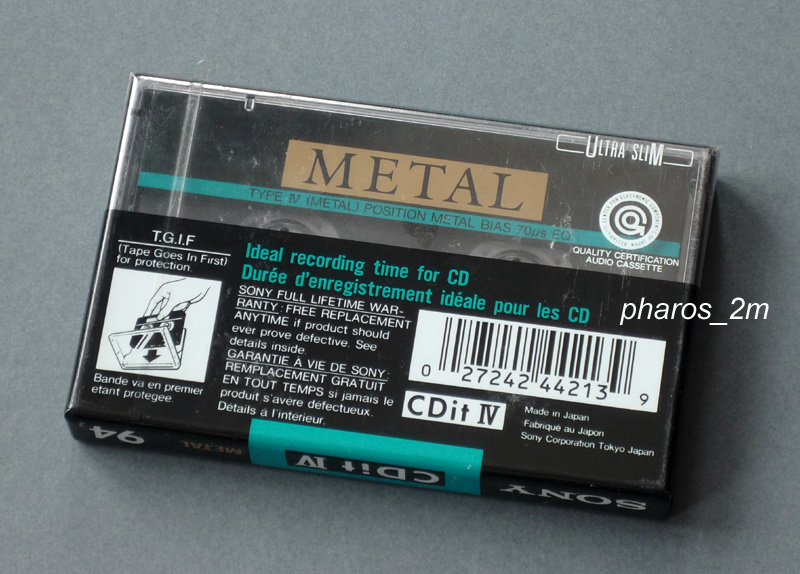 ULTRA SLIM
METAL
TYPE IV (METAL) POSITION METAL BIAS 70µs EQ
QUALITY CERTIFICATION
AUDIO CASSETTE
T.G.I.F
(Tape Goes In First)
for protection.
Bande va en premier
etant protegee.
Ideal recording time for CD
Durée d'enregistrement idéale pour les CD
SONY FULL LIFETIME WAR-
RANTY: FREE REPLACEMENT
ANYTIME if product should
ever prove defective. See
details inside.
GARANTIE À VIE DE SONY:
REMPLACEMENT GRATUIT
EN TOUT TEMPS si jamais le
produit s'avère défectueux.
Détails à l'intérieur.
pharos_2m
0 27242 44213 9
CDit IV
Made in Japan
Fabriqué au Japon
Sony Corporation Tokyo Japan
94
METAL
CDit IV
SONY